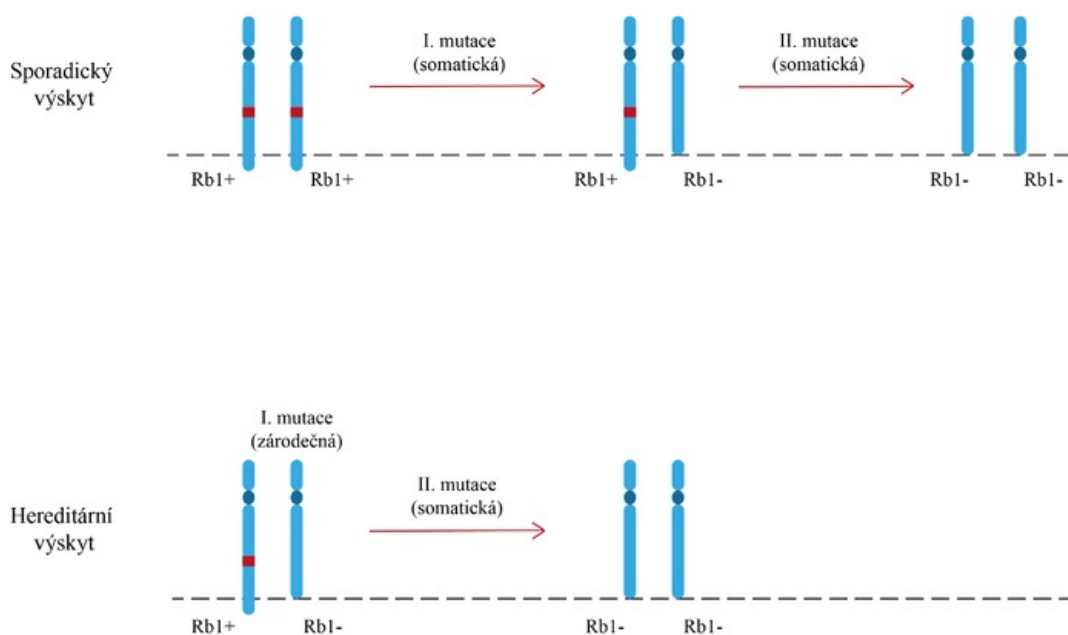 I. mutace
(somatická)
II. mutace
(somatická)
Sporadický
výskyt
Rb1+
Rb1+
Rb1+
Rb1-
Rb1-
Rb1-
I. mutace
(zárodečná)
II. mutace
(somatická)
Hereditární
výskyt
Rb1+
Rb1-
Rb1-
Rb1-